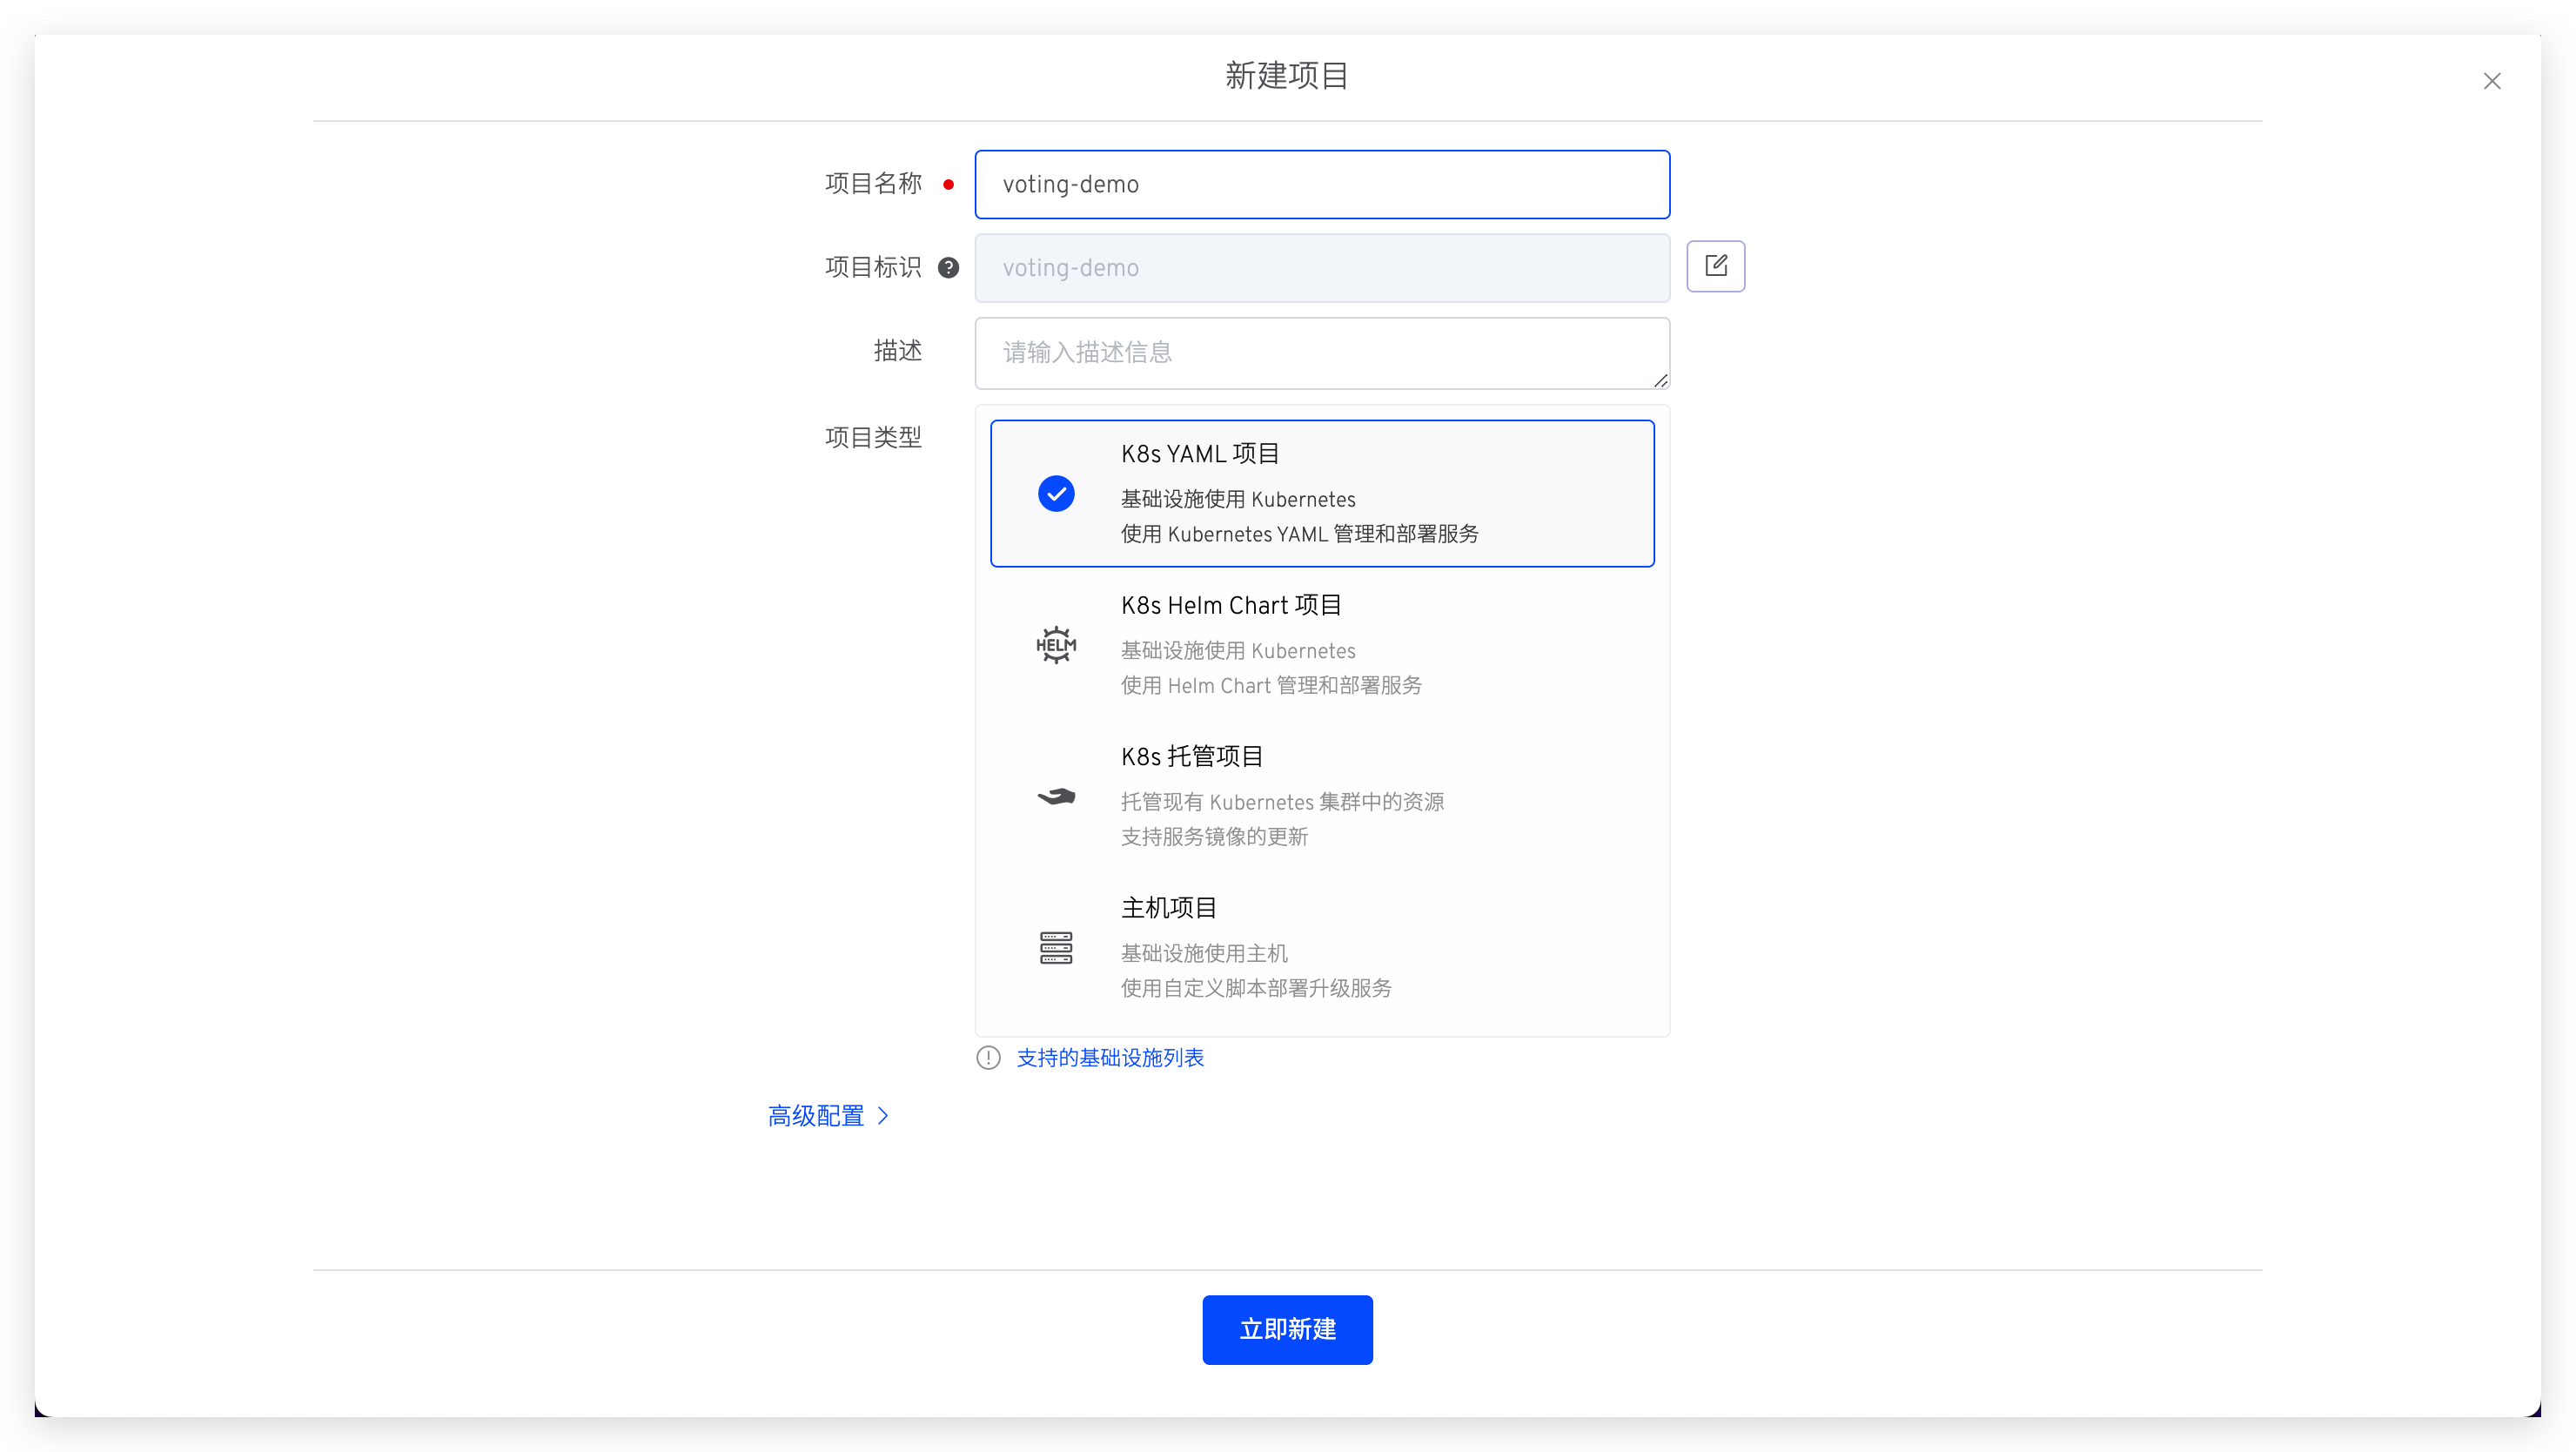 新建项目
项目名称
voting-demo
项目标识
voting-demo
描述
请输入描述信息
项目类型
K8s YAML 项目
基础设施使用 Kubernetes
使用 Kubernetes YAML 管理和部署服务
HELM
K8s Helm Chart 项目
基础设施使用 Kubernetes
使用 Helm Chart 管理和部署服务
K8s 托管项目
托管现有 Kubernetes 集群中的资源
支持服务镜像的更新
主机项目
基础设施使用主机
使用自定义脚本部署升级服务
支持的基础设施列表
高级配置
立即新建